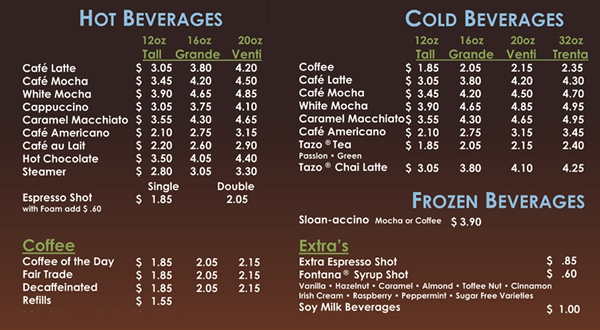 HOT BEVERAGES
12oz 16oz 20oz
Tall Grande Venti
Café Latte $ 3.05 3.80 4.20
Café Mocha $ 3.45 4.20 4.50
White Mocha $ 3.90 4.65 4.85
Cappuccino $ 3.05 3.75 4.10
Caramel Macchiato $ 3.55 4.30 4.65
Café Americano $ 2.10 2.75 3.15
Café au Lait $ 2.20 2.60 2.90
Hot Chocolate $ 3.50 4.05 4.40
Steamer $ 2.80 3.05 3.30
Single Double
Espresso Shot $ 1.85 2.05
with Foam add $ .60
Coffee
Coffee of the Day $ 1.85 2.05 2.15
Fair Trade $ 1.85 2.05 2.15
Decaffeinated $ 1.85 2.05 2.15
Refills $ 1.55
COLD BEVERAGES
12oz 16oz 20oz 32oz
Tall Grande Venti Trenta
Coffee $ 1.85 2.05 2.15 2.35
Café Latte $ 3.05 3.80 4.20 4.30
Café Mocha $ 3.45 4.20 4.50 4.70
White Mocha $ 3.90 4.65 4.85 4.95
Caramel Macchiato $ 3.55 4.30 4.65 4.95
Café Americano $ 2.10 2.75 3.15 3.45
Tazo ® Tea $ 1.85 2.05 2.15 2.40
Passion • Green
Tazo ® Chai Latte $ 3.05 3.80 4.10 4.25
FROZEN BEVERAGES
Sloan-accino Mocha or Coffee $ 3.90
Extra's
Extra Espresso Shot $ .85
Fontana ® Syrup Shot $ .60
Vanilla • Hazelnut • Caramel • Almond • Toffee Nut • Cinnamon
Irish Cream • Raspberry • Peppermint • Sugar Free Varieties
Soy Milk Beverages $ 1.00